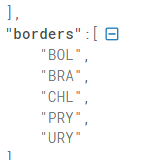 ],
"borders":[
"BOL",
"BRA",
"CHL",
"PRY",
"URY"
]